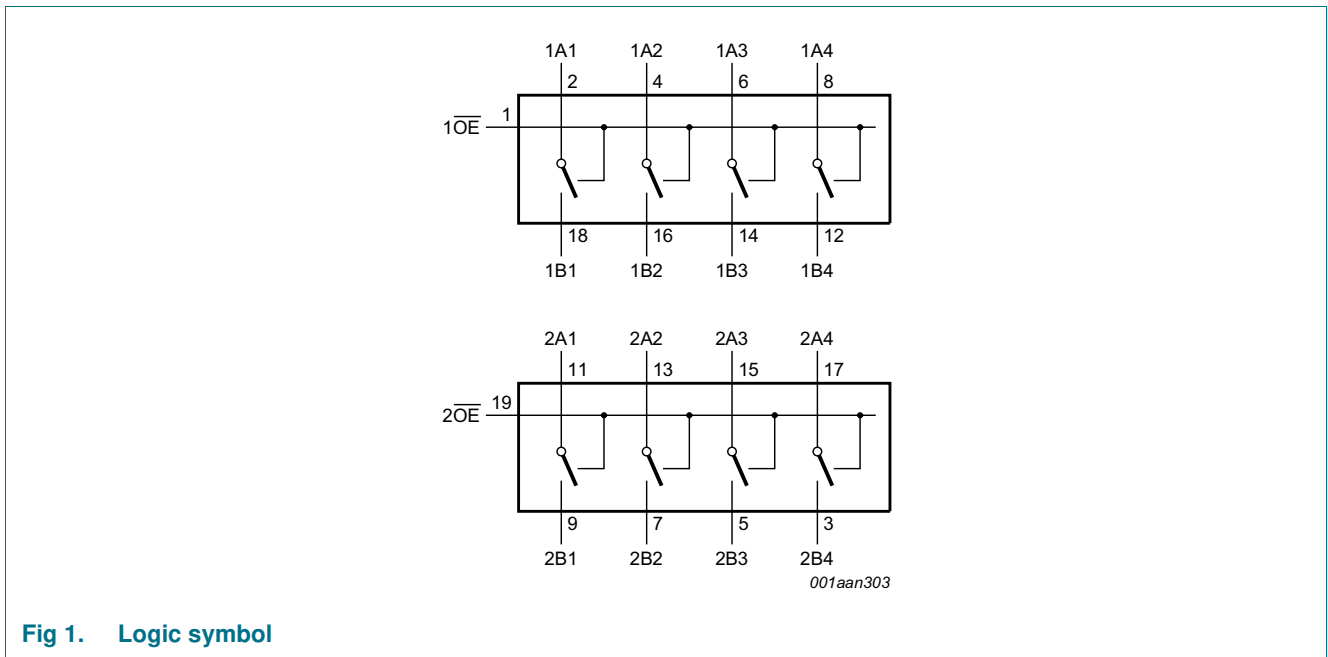 1A1 1A2 1A3 1A4
2 4 6 8
1
1O̅E̅
18 16 14 12
1B1 1B2 1B3 1B4
2A1 2A2 2A3 2A4
11 13 15 17
19
2O̅E̅
9 7 5 3
2B1 2B2 2B3 2B4
001aan303
Fig 1. Logic symbol